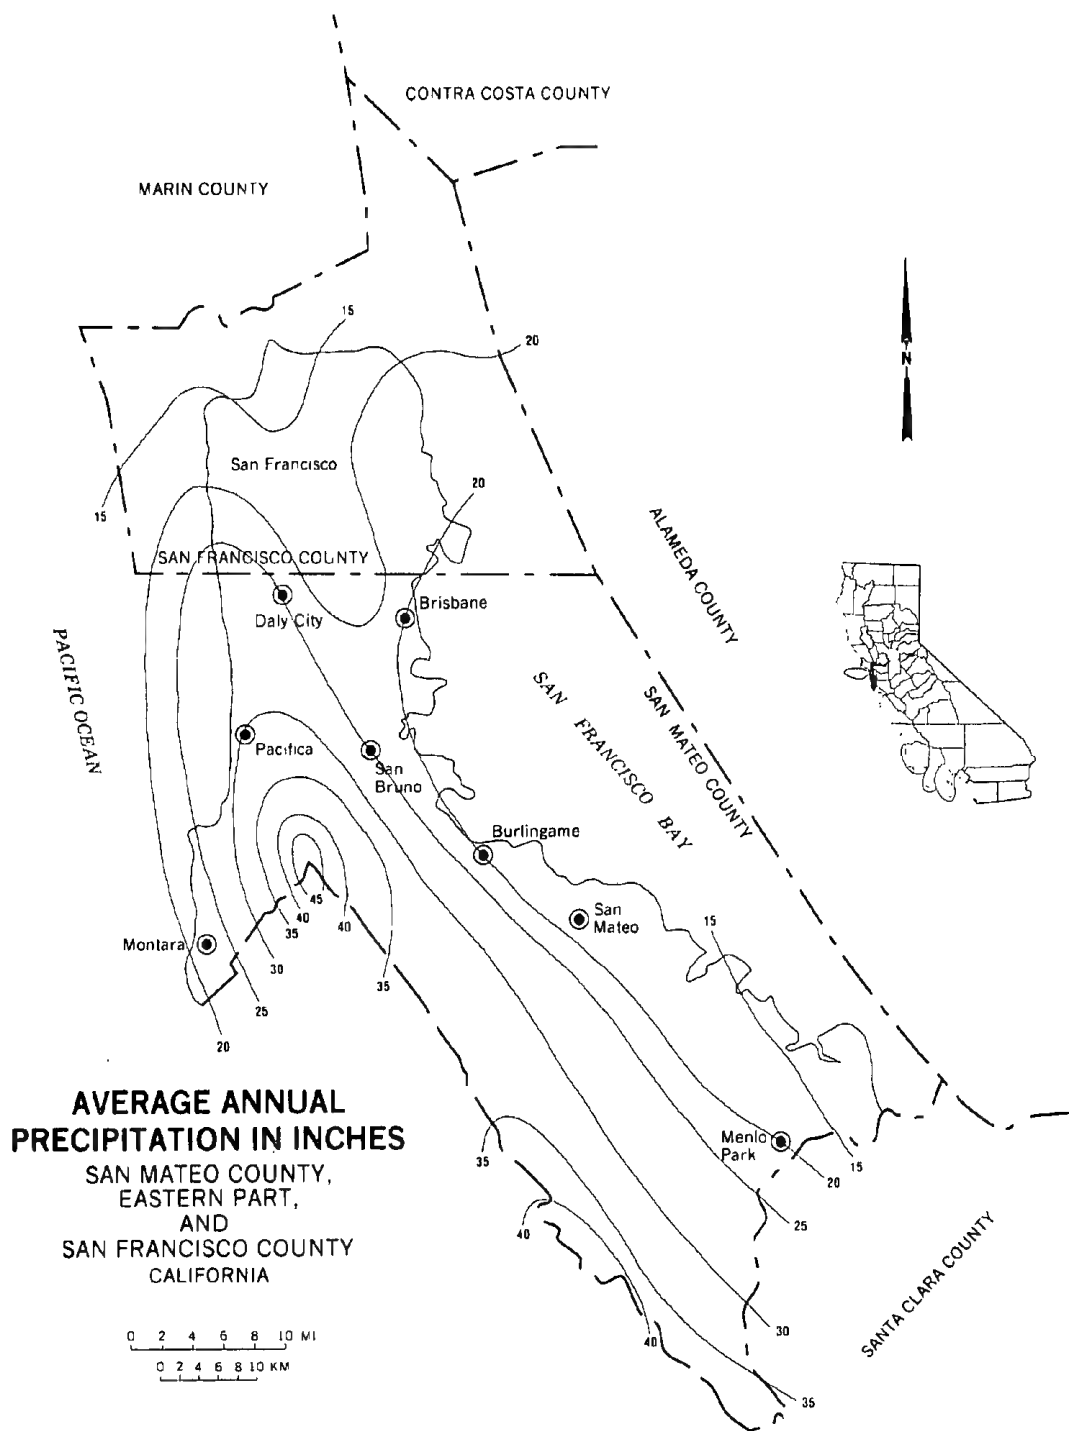 CONTRA COSTA COUNTY
MARIN COUNTY
15
20
N
San Francisco
20
15
ALAMEDA COUNTY
SAN FRANCISCO COUNTY
Brisbane
Daly City
PACIFIC OCEAN
SAN FRANCISCO BAY
SAN MATEO COUNTY
Pacifica
San
Bruno
Burlingame
45
40
40
35
San
Mateo
15
Montara
30
35
25
20
AVERAGE ANNUAL
PRECIPITATION IN INCHES
SAN MATEO COUNTY,
EASTERN PART,
AND
SAN FRANCISCO COUNTY
CALIFORNIA
Menlo
Park
35
15
20
25
40
SANTA CLARA COUNTY
30
40
35
0 2 4 6 8 10 MI
0 2 4 6 8 10 KM